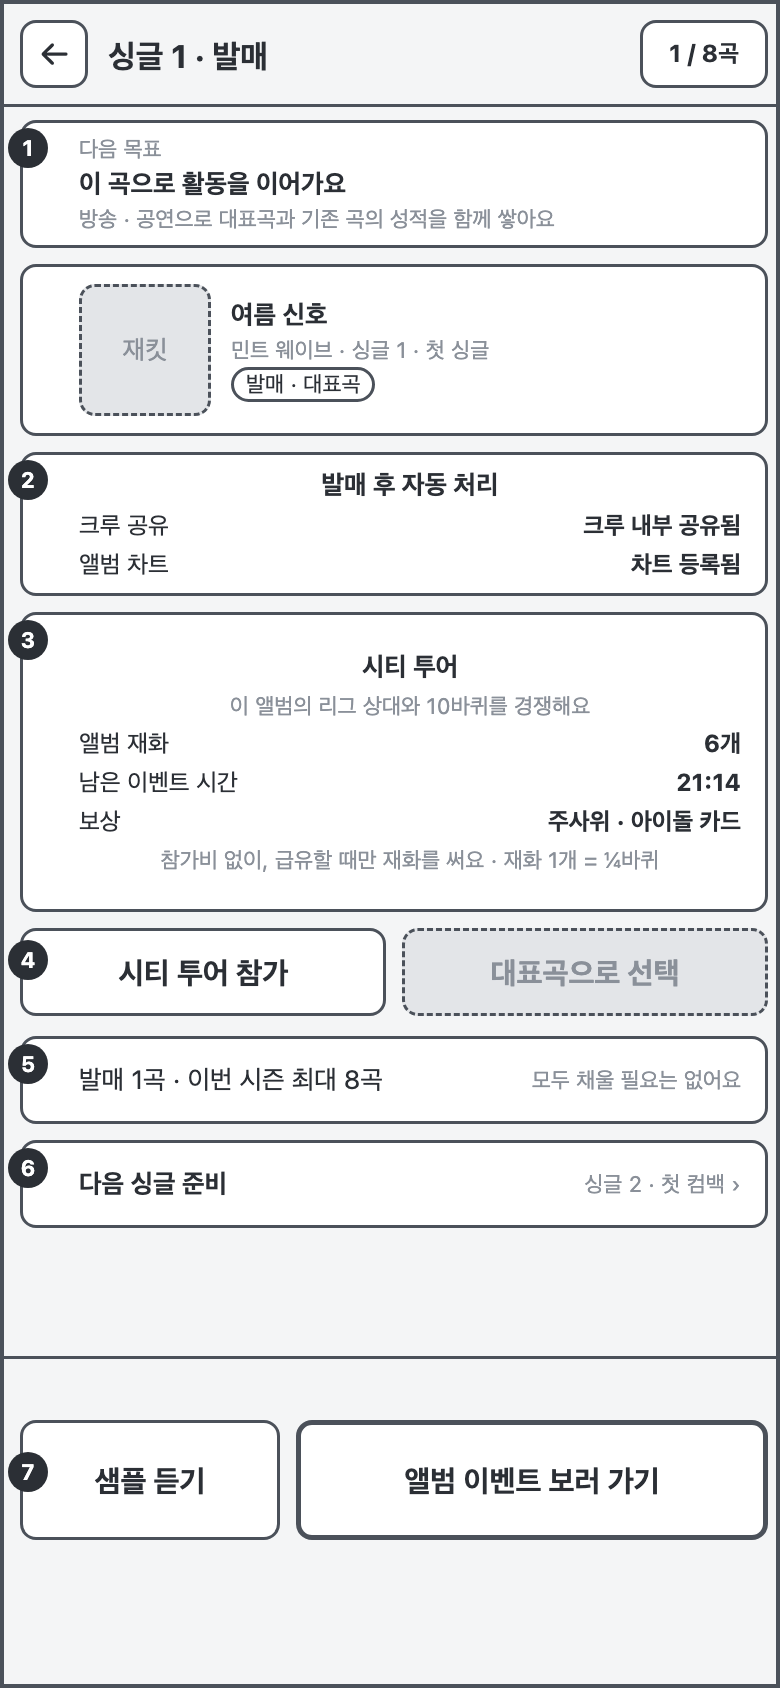 싱글 1 · 발매
1 / 8곡
1
다음 목표
이 곡으로 활동을 이어가요
방송 · 공연으로 대표곡과 기존 곡의 성적을 함께 쌓아요
재킷
여름 신호
민트 웨이브 · 싱글 1 · 첫 싱글
발매 · 대표곡
2
발매 후 자동 처리
크루 공유 크루 내부 공유됨
앨범 차트 차트 등록됨
3
시티 투어
이 앨범의 리그 상대와 10바퀴를 경쟁해요
앨범 재화 6개
남은 이벤트 시간 21:14
보상 주사위 · 아이돌 카드
참가비 없이, 급유할 때만 재화를 써요 · 재화 1개 = ¼바퀴
4
시티 투어 참가
대표곡으로 선택
5
발매 1곡 · 이번 시즌 최대 8곡 모두 채울 필요는 없어요
6
다음 싱글 준비 싱글 2 · 첫 컴백 ›
7
샘플 듣기
앨범 이벤트 보러 가기